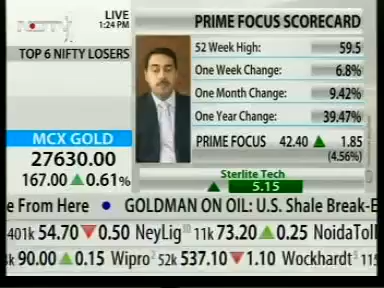 NDTV
LIVE
1:24 PM
PRIME FOCUS SCORECARD
TOP 6 NIFTY LOSERS
52 Week High: 59.5
One Week Change: 6.8%
One Month Change: 9.42%
One Year Change: 39.47%
PRIME FOCUS 42.40 ▲ 1.85
(4.56%)
MCX GOLD
27630.00
167.00 ▲ 0.61%
Sterlite Tech
▲ 5.15
e From Here • GOLDMAN ON OIL: U.S. Shale Break-E
401k 54.70 ▼ 0.50 NeyLig 11k 73.20 ▲ 0.25 NoidaToll
k 90.00 ▲ 0.15 Wipro² 52k 537.10 ▼ 1.10 Wockhardt⁵ 115